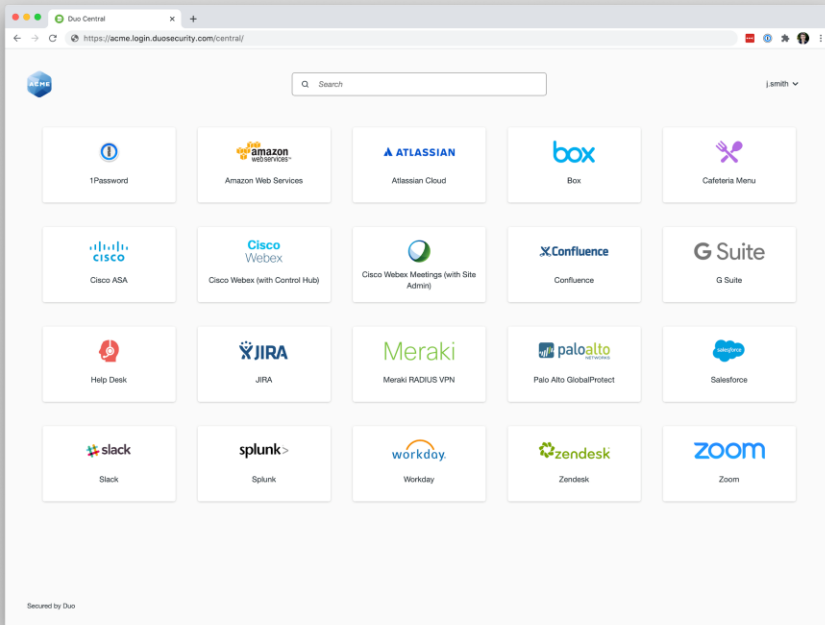 Duo Central
https://acme.login.duosecurity.com/central/
ACME
Search
j.smith
1Password
amazon
webservices™
Amazon Web Services
ATLASSIAN
Atlassian Cloud
box
Box
Cafeteria Menu
CISCO
Cisco ASA
Cisco
Webex
Cisco Webex (with Control Hub)
Cisco Webex Meetings (with Site
Admin)
Confluence
Confluence
G Suite
G Suite
Help Desk
JIRA
JIRA
Meraki
Meraki RADIUS VPN
paloalto
NETWORKS
Palo Alto GlobalProtect
salesforce
Salesforce
slack
Slack
splunk>
Splunk
workday.
Workday
zendesk
Zendesk
zoom
Zoom
Secured by Duo